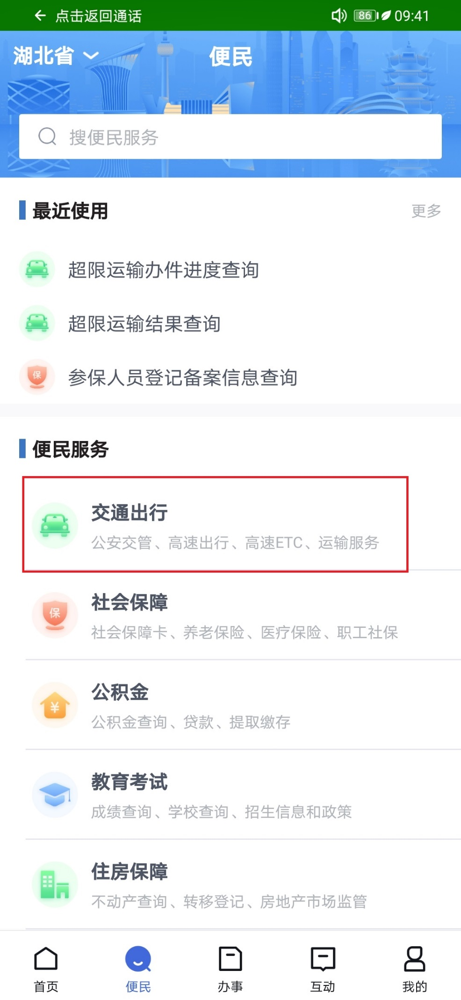 点击返回通话
86 09:41
湖北省 便民
搜便民服务
最近使用 更多
超限运输办件进度查询
超限运输结果查询
保 参保人员登记备案信息查询
便民服务
交通出行
公安交管、高速出行、高速ETC、运输服务
社会保障
保
社会保障卡、养老保险、医疗保险、职工社保
公积金
¥
公积金查询、贷款、提取缴存
教育考试
成绩查询、学校查询、招生信息和政策
住房保障
不动产查询、转移登记、房地产市场监管
首页 便民 办事 互动 我的